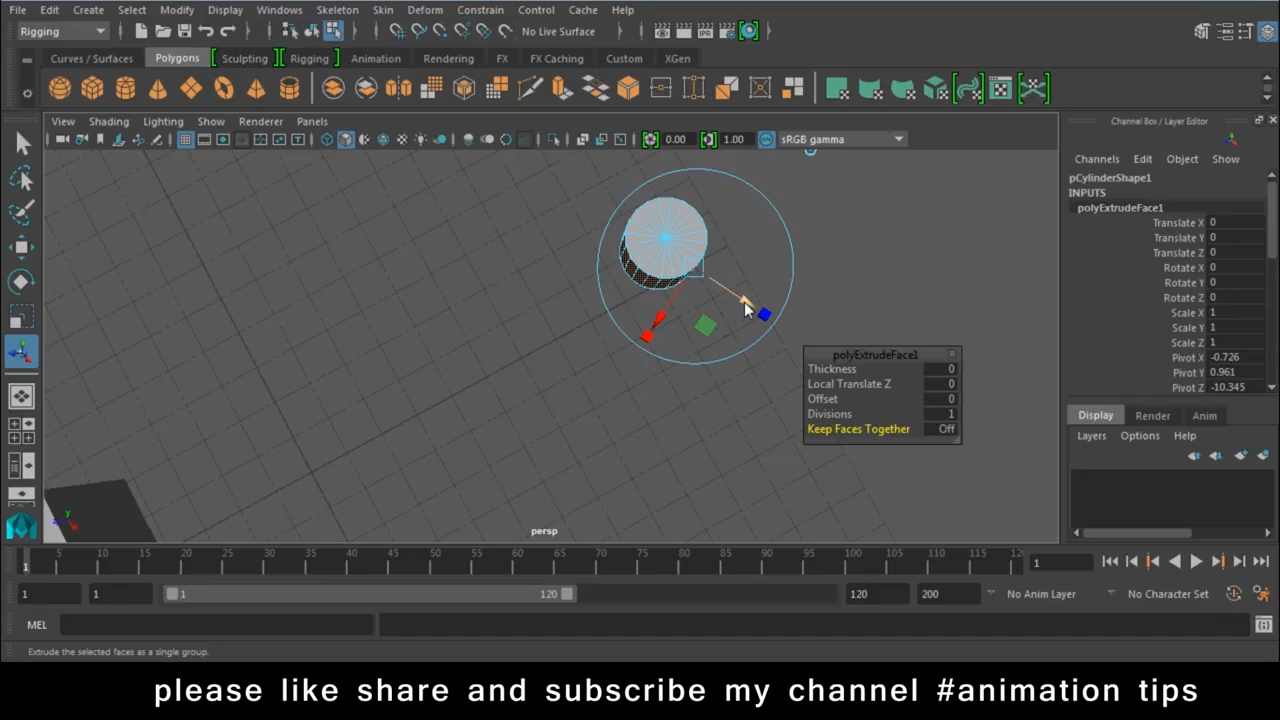 File Edit Create Select Modify Display Windows Skeleton Skin Deform Constrain Control Cache Help
Rigging No Live Surface
Curves / Surfaces Polygons Sculpting Rigging Animation Rendering FX FX Caching Custom XGen
View Shading Lighting Show Renderer Panels
0.00 1.00 sRGB gamma
Channel Box / Layer Editor
Channels Edit Object Show
pCylinderShape1
INPUTS
polyExtrudeFace1
Translate X 0
Translate Y 0
Translate Z 0
Rotate X 0
Rotate Y 0
Rotate Z 0
Scale X 1
Scale Y 1
Scale Z 1
Pivot X -0.726
Pivot Y 0.961
Pivot Z -10.345
polyExtrudeFace1
Thickness 0
Local Translate Z 0
Offset 0
Divisions 1
Keep Faces Together Off
Display Render Anim
Layers Options Help
y
persp
5 10 15 20 25 30 35 40 45 50 55 60 65 70 75 80 85 90 95 100 105 110 115 12
1 1
1 1 1 120 120 200 No Anim Layer No Character Set
MEL
Extrude the selected faces as a single group.
please like share and subscribe my channel #animation tips